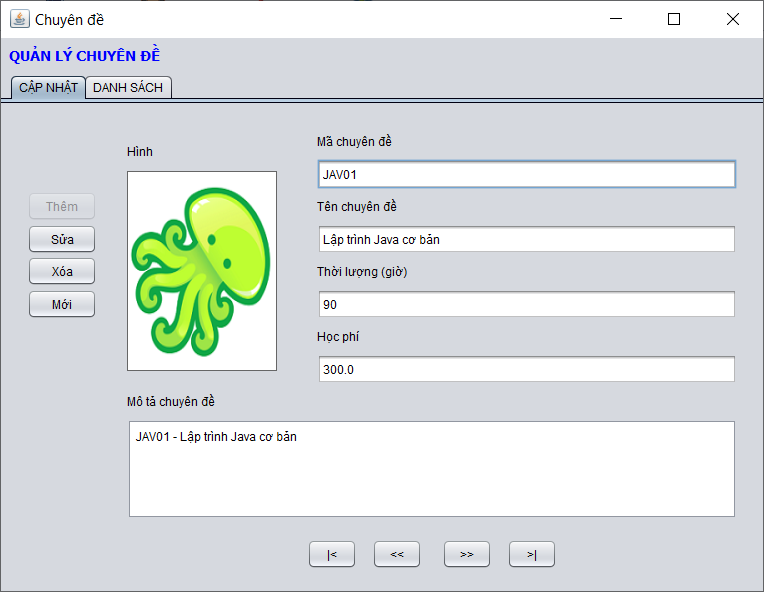 Chuyên đề
QUẢN LÝ CHUYÊN ĐỀ
CẬP NHẬT DANH SÁCH
Hình
Thêm
Sửa
Xóa
Mới
Mã chuyên đề
JAV01
Tên chuyên đề
Lập trình Java cơ bản
Thời lượng (giờ)
90
Học phí
300.0
Mô tả chuyên đề
JAV01 - Lập trình Java cơ bản
|< << >> >|